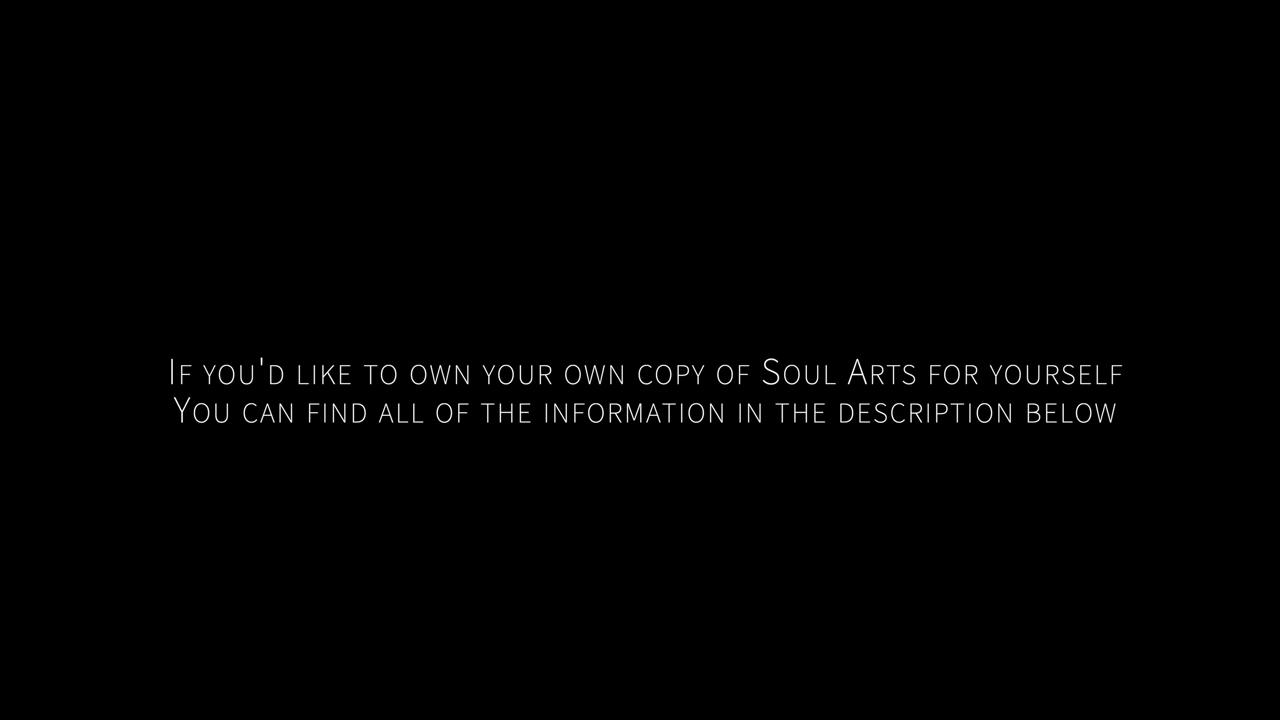 If you'd like to own your own copy of Soul Arts for yourself
You can find all of the information in the description below